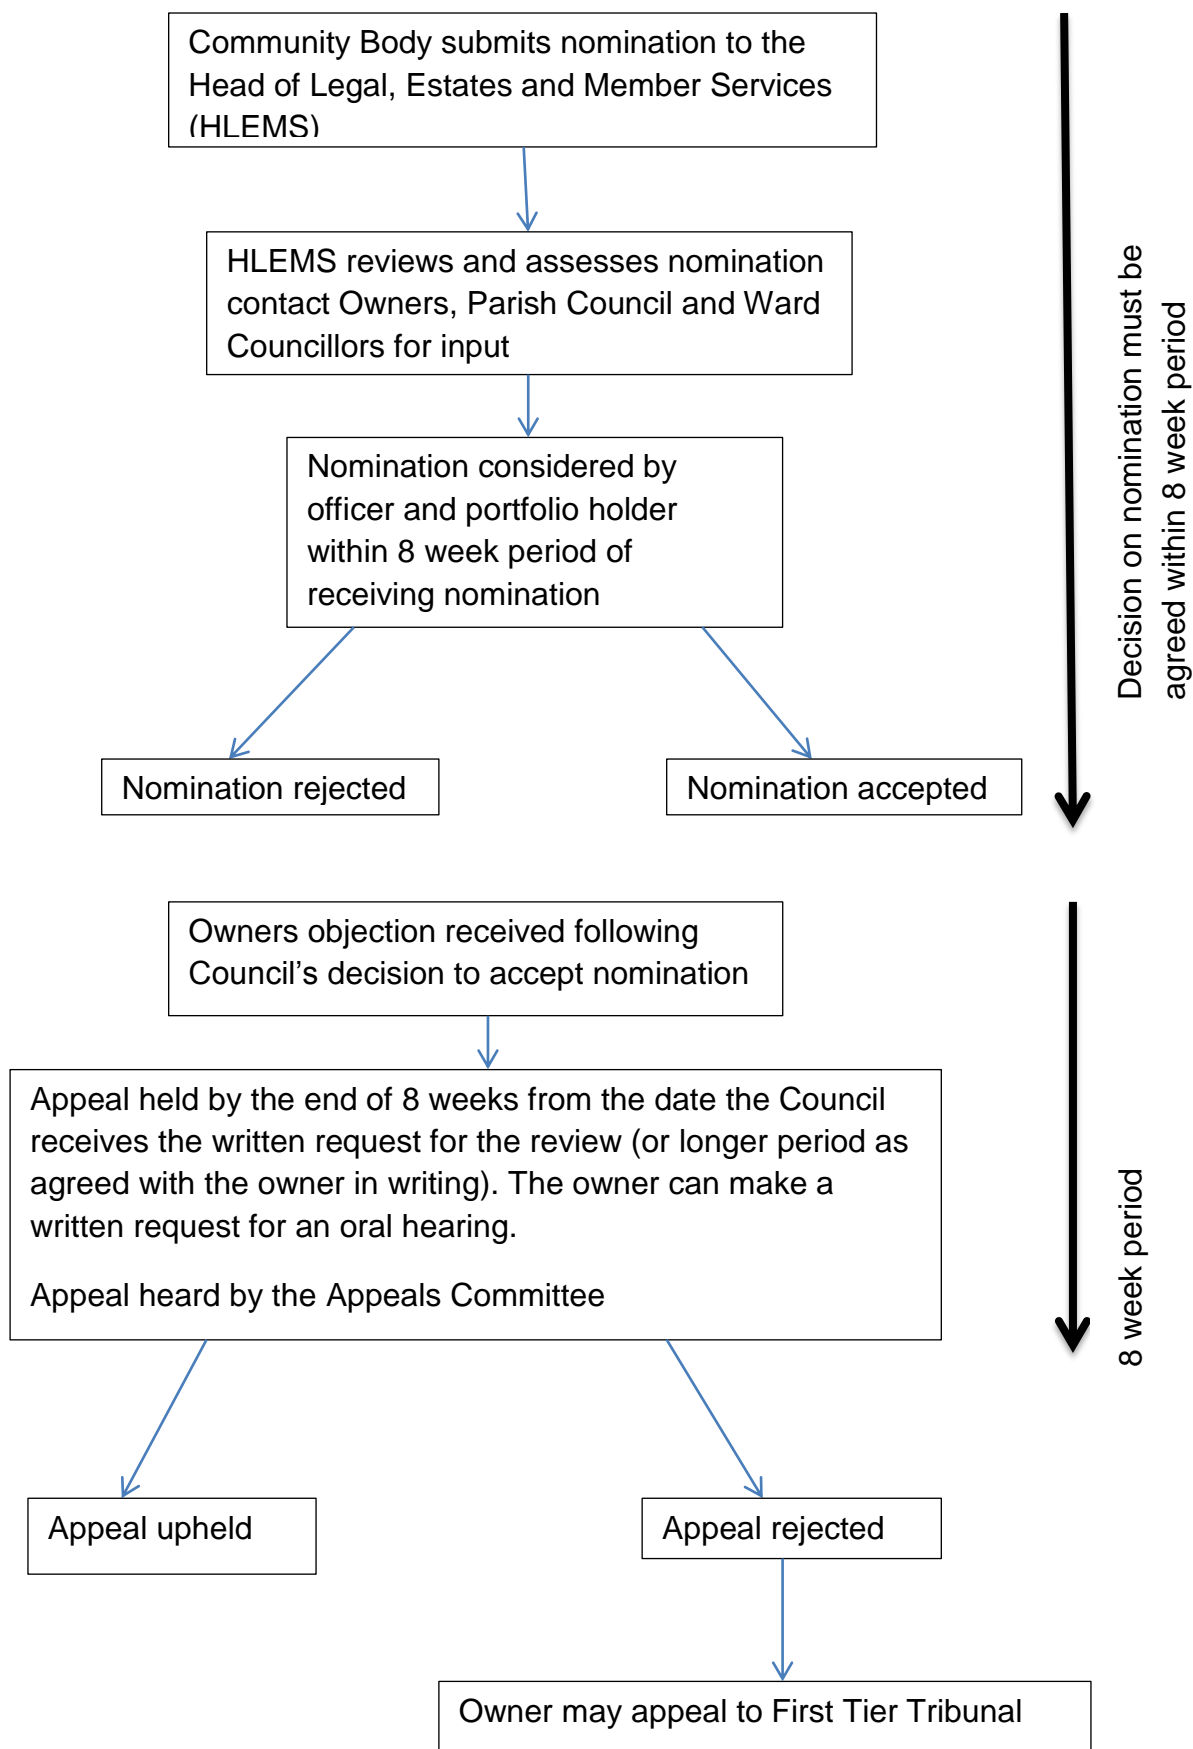 Community Body submits nomination to the
Head of Legal, Estates and Member Services
(HLEMS)
HLEMS reviews and assesses nomination
contact Owners, Parish Council and Ward
Councillors for input
Nomination considered by
officer and portfolio holder
within 8 week period of
receiving nomination
Nomination rejected
Nomination accepted
Decision on nomination must be
agreed within 8 week period
Owners objection received following
Council’s decision to accept nomination
Appeal held by the end of 8 weeks from the date the Council
receives the written request for the review (or longer period as
agreed with the owner in writing). The owner can make a
written request for an oral hearing.
Appeal heard by the Appeals Committee
8 week period
Appeal upheld
Appeal rejected
Owner may appeal to First Tier Tribunal